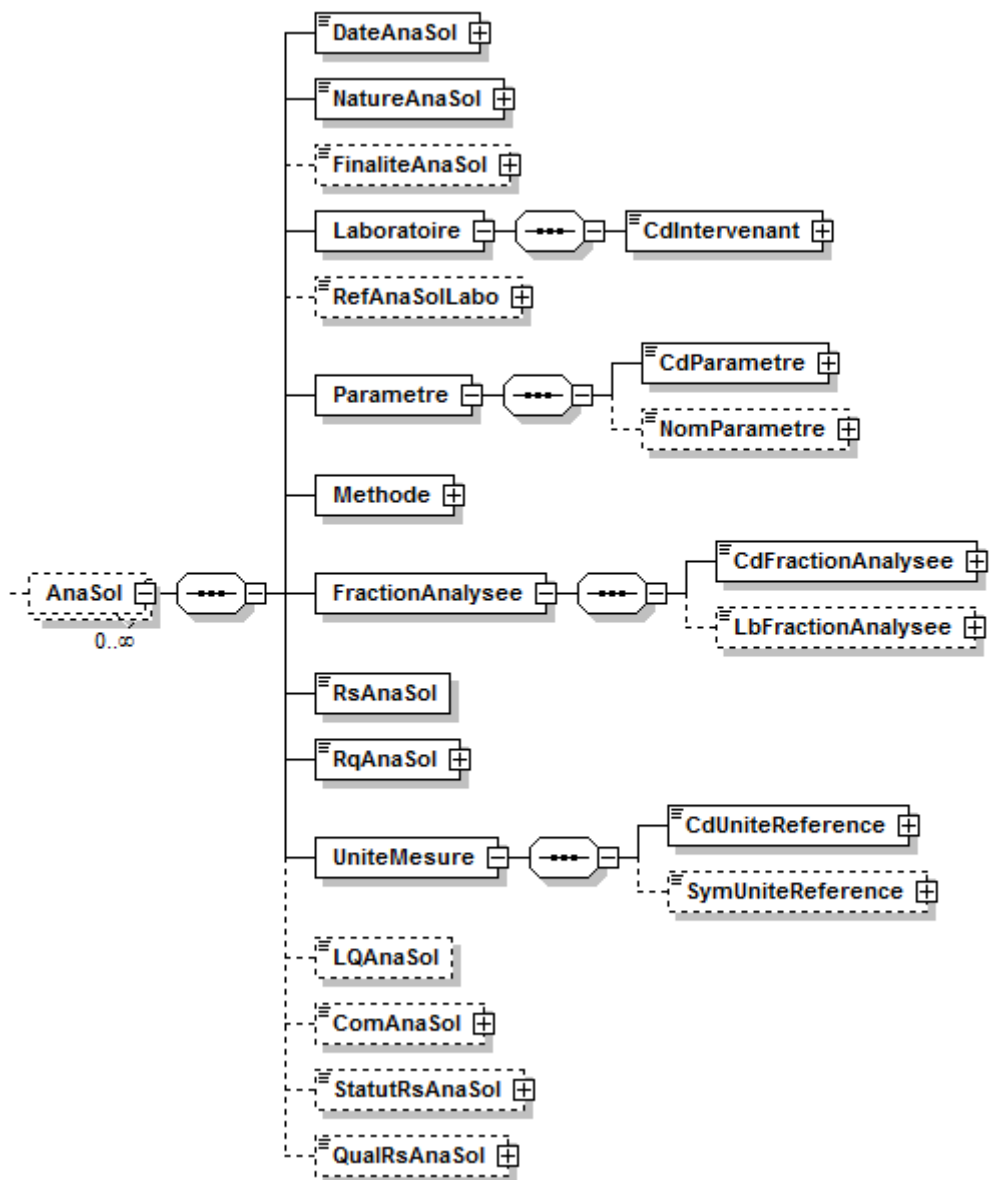 DateAnaSol
NatureAnaSol
FinaliteAnaSol
Laboratoire
CdIntervenant
RefAnaSolLabo
Parametre
CdParametre
NomParametre
Methode
AnaSol
0..∞
FractionAnalysee
CdFractionAnalysee
LbFractionAnalysee
RsAnaSol
RqAnaSol
UniteMesure
CdUniteReference
SymUniteReference
LQAnaSol
ComAnaSol
StatutRsAnaSol
QualRsAnaSol